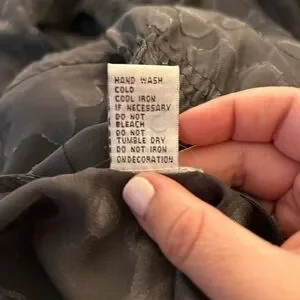 HAND WASH
COLD
COOL IRON
IF NECESSARY
DO NOT
BLEACH
DO NOT
TUMBLE DRY
DO NOT IRON
ONDECORATION